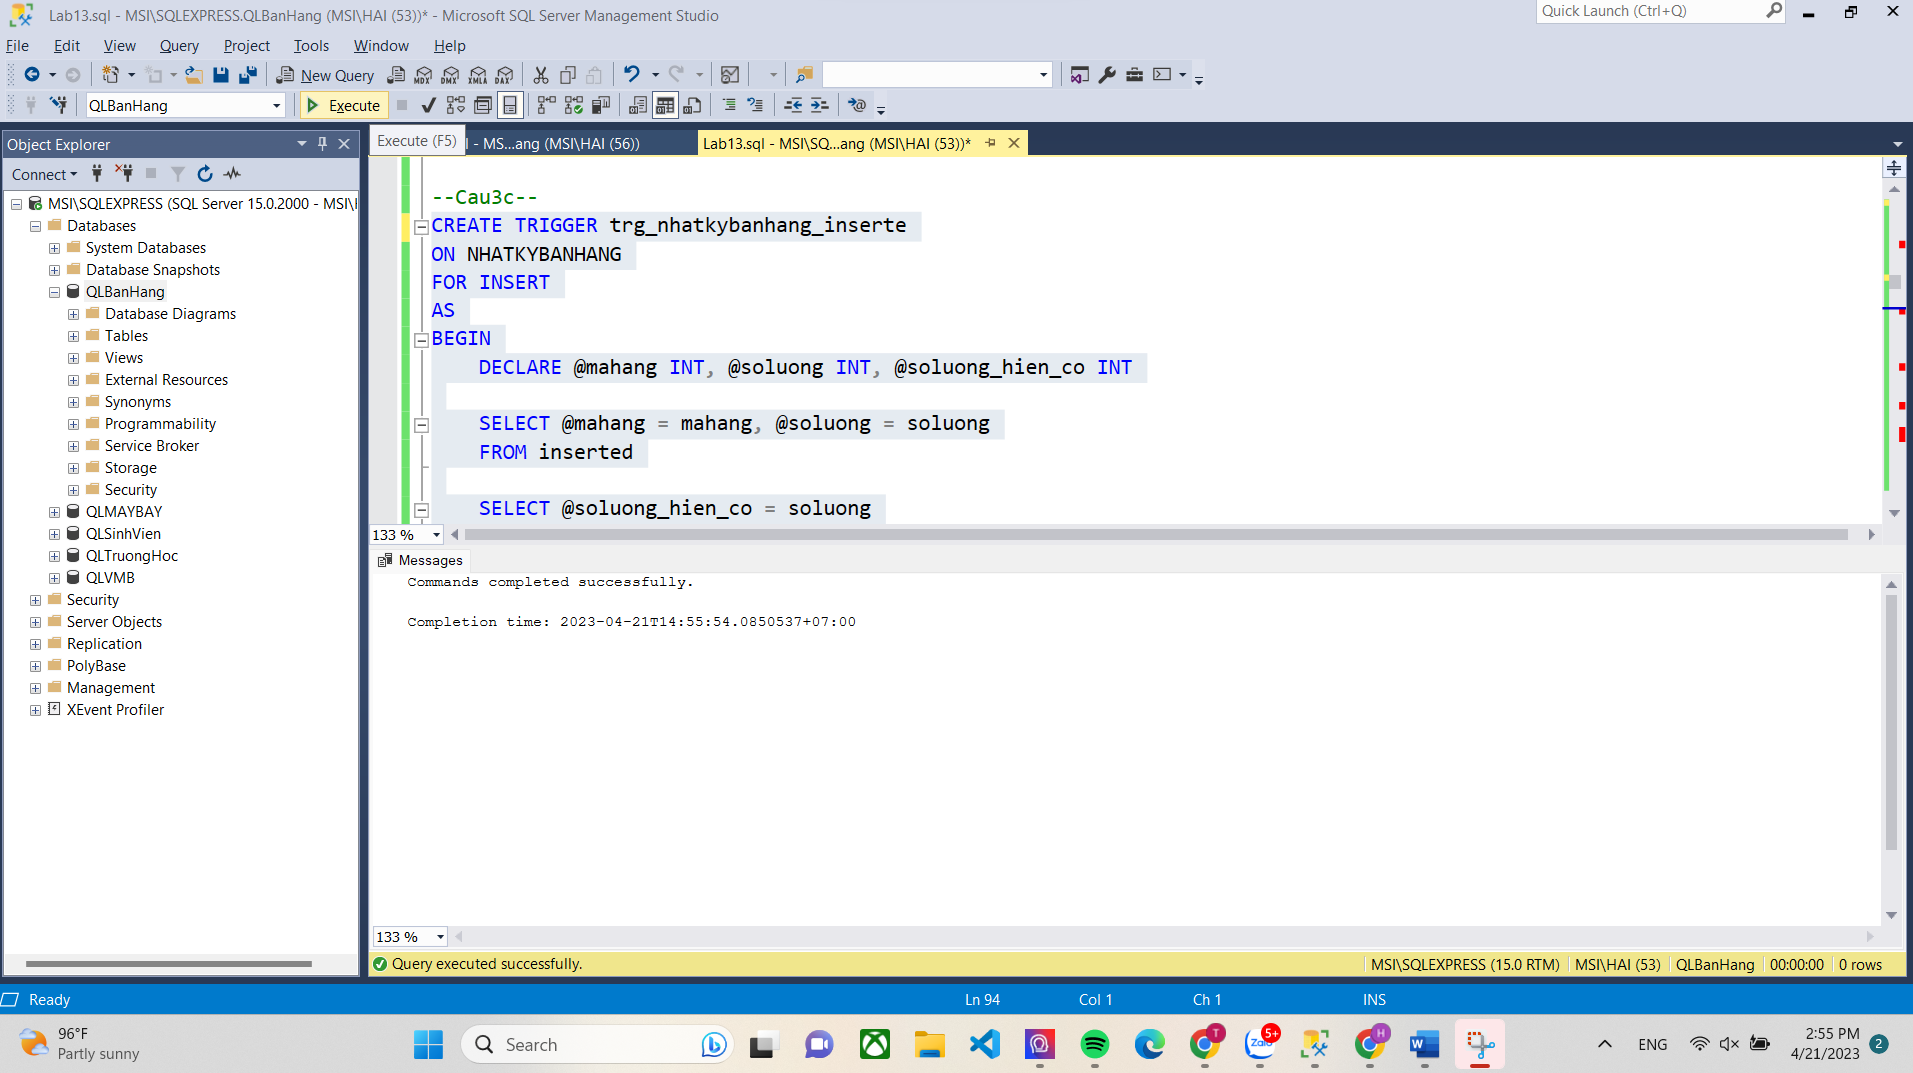 Lab13.sql - MSI\SQLEXPRESS.QLBanHang (MSI\HAI (53))* - Microsoft SQL Server Management Studio
Quick Launch (Ctrl+Q)
File Edit View Query Project Tools Window Help
New Query
MDX DMX XMLA DAX
QLBanHang
Execute
Object Explorer
Execute (F5)
- MS...ang (MSI\HAI (56))
Lab13.sql - MSI\SQ...ang (MSI\HAI (53))*
Connect
MSI\SQLEXPRESS (SQL Server 15.0.2000 - MSI\
Databases
System Databases
Database Snapshots
QLBanHang
Database Diagrams
Tables
Views
External Resources
Synonyms
Programmability
Service Broker
Storage
Security
QLMAYBAY
QLSinhVien
QLTruongHoc
QLVMB
Security
Server Objects
Replication
PolyBase
Management
XEvent Profiler
--Cau3c--
CREATE TRIGGER trg_nhatkybanhang_inserte
ON NHATKYBANHANG
FOR INSERT
AS
BEGIN
DECLARE @mahang INT, @soluong INT, @soluong_hien_co INT
SELECT @mahang = mahang, @soluong = soluong
FROM inserted
SELECT @soluong_hien_co = soluong
133 %
Messages
Commands completed successfully.
Completion time: 2023-04-21T14:55:54.0850537+07:00
133 %
Query executed successfully.
MSI\SQLEXPRESS (15.0 RTM) MSI\HAI (53) QLBanHang 00:00:00 0 rows
Ready
Ln 94 Col 1 Ch 1 INS
96°F
Partly sunny
Search
T
Zalo
5+
H
ENG
2:55 PM
4/21/2023
2